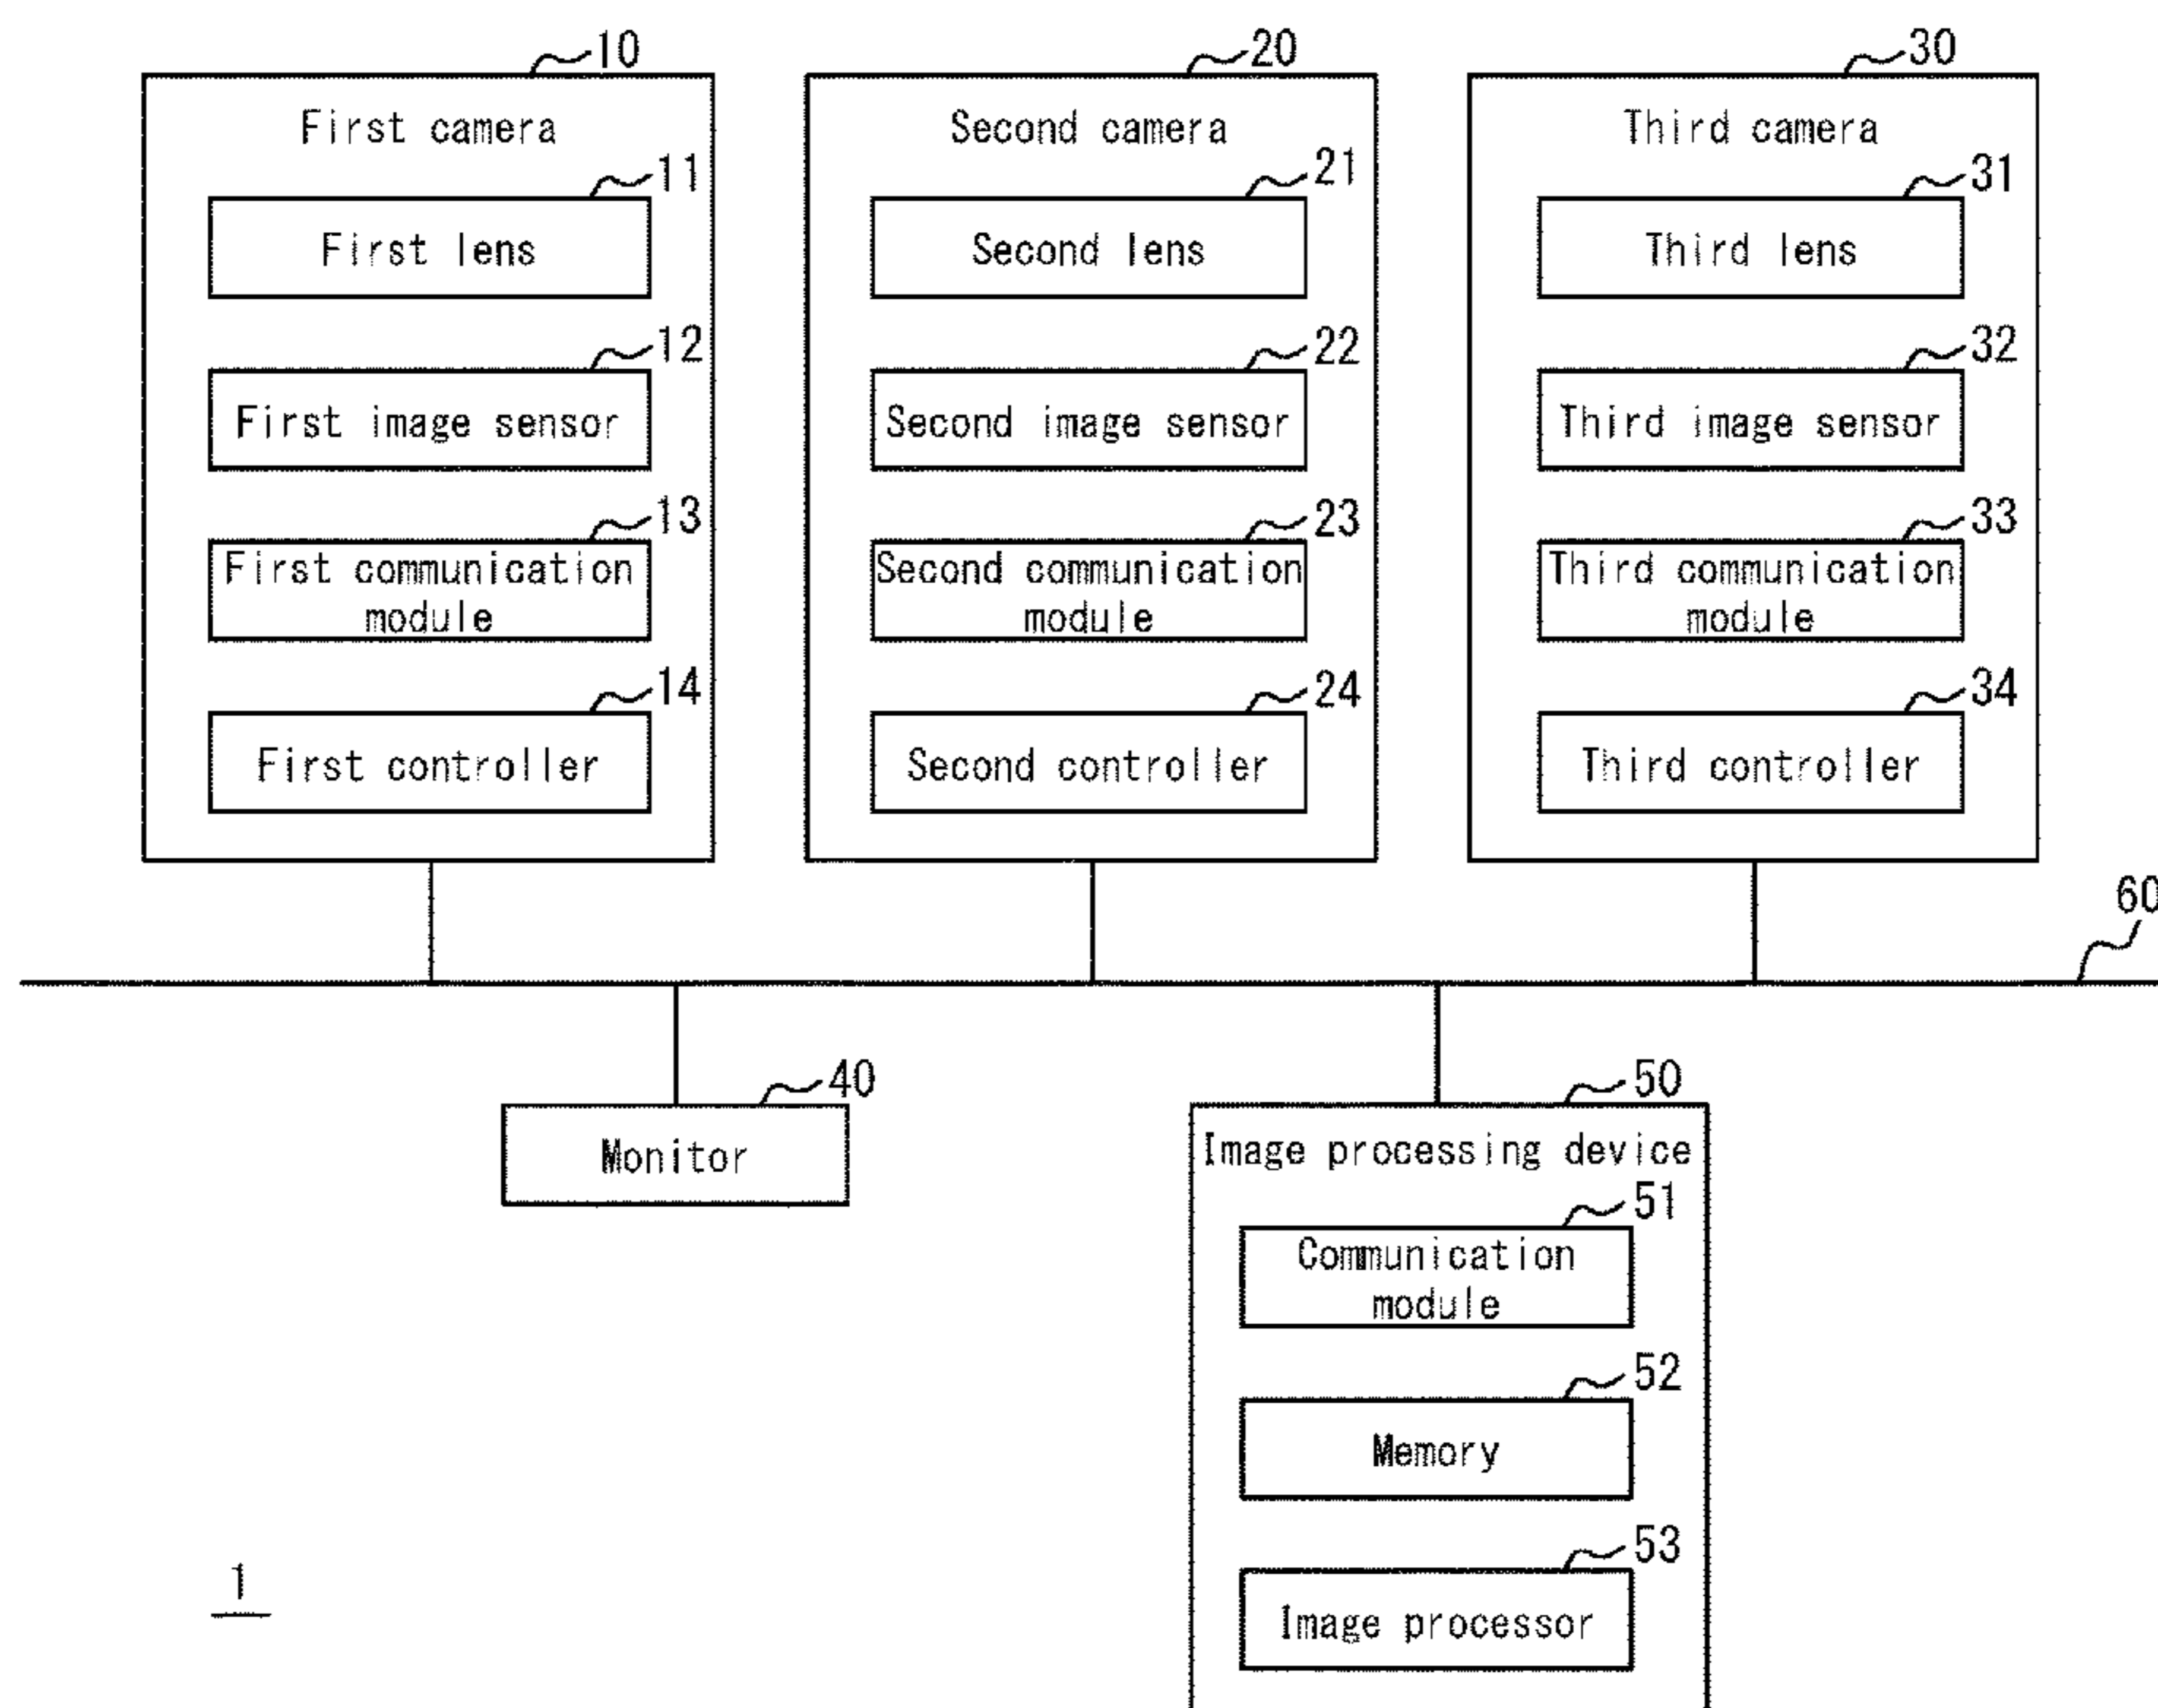 10
First camera
11
First lens
12
First image sensor
13
First communication
module
14
First controller
20
Second camera
21
Second lens
22
Second image sensor
23
Second communication
module
24
Second controller
30
Third camera
31
Third lens
32
Third image sensor
33
Third communication
module
34
Third controller
60
40
Monitor
50
Image processing device
51
Communication
module
52
Memory
53
Image processor
1